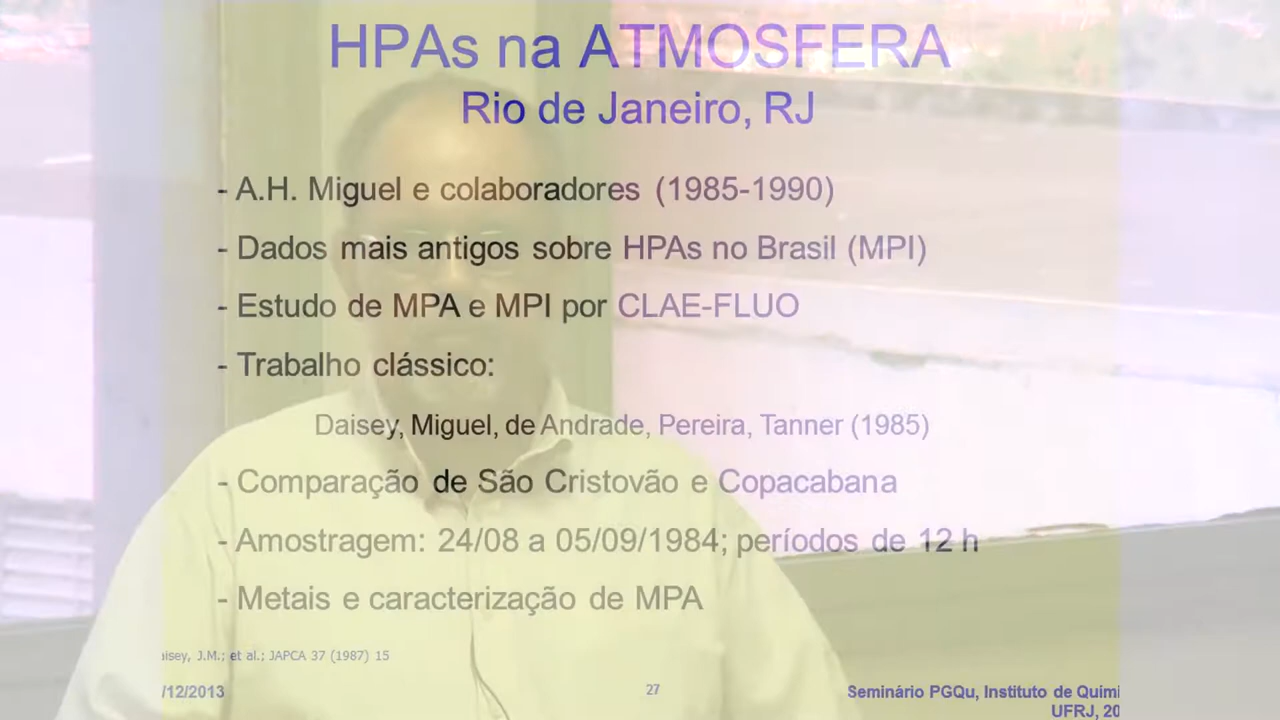 HPAs na ATMOSFERA
Rio de Janeiro, RJ
- A.H. Miguel e colaboradores (1985-1990)
- Dados mais antigos sobre HPAs no Brasil (MPI)
- Estudo de MPA e MPI por CLAE-FLUO
- Trabalho clássico:
Daisey, Miguel, de Andrade, Pereira, Tanner (1985)
- Comparação de São Cristovão e Copacabana
- Amostragem: 24/08 a 05/09/1984; períodos de 12 h
- Metais e caracterização de MPA
aisey, J.M.; et al.; JAPCA 37 (1987) 15
/12/2013
27
Seminário PGQu, Instituto de Quími
UFRJ, 20